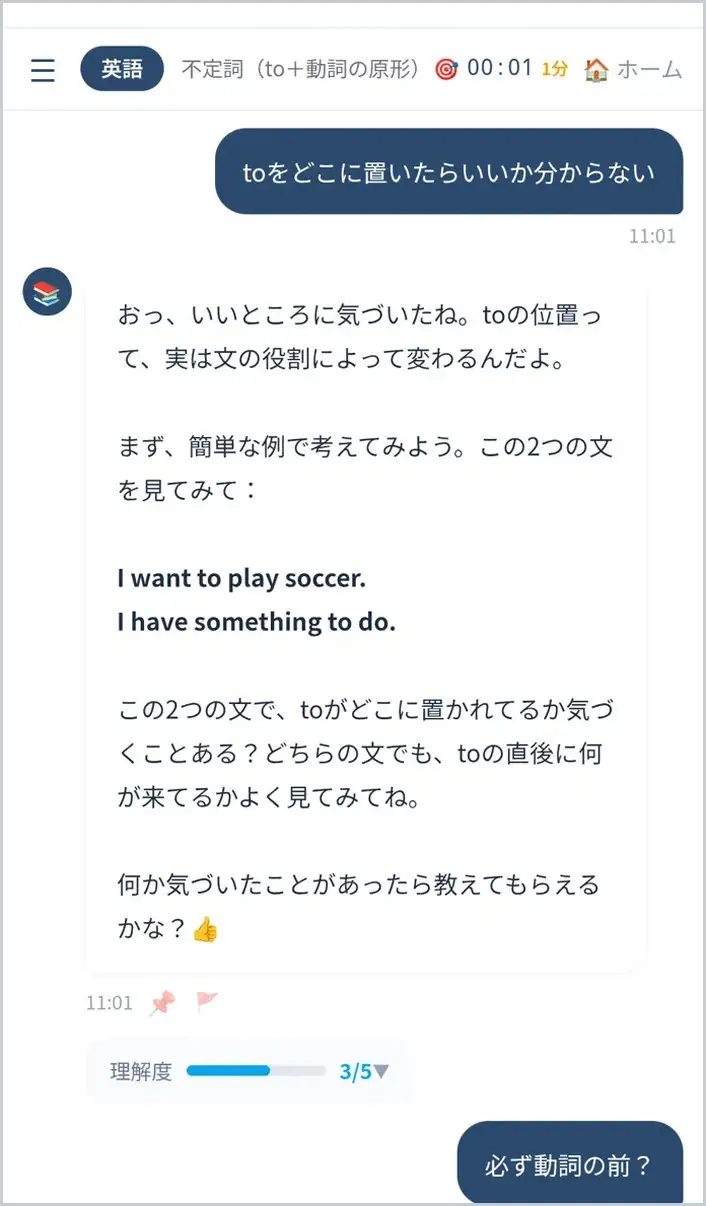 英語 不定詞（to＋動詞の原形） 00:01 1分 ホーム
toをどこに置いたらいいか分からない
11:01
おっ、いいところに気づいたね。toの位置っ
て、実は文の役割によって変わるんだよ。
まず、簡単な例で考えてみよう。この2つの文
を見てみて：
I want to play soccer.
I have something to do.
この2つの文で、toがどこに置かれてるか気づ
くことある？どちらの文でも、toの直後に何
が来てるかよく見てみてね。
何か気づいたことがあったら教えてもらえる
かな？👍
11:01
理解度 3/5▼
必ず動詞の前？